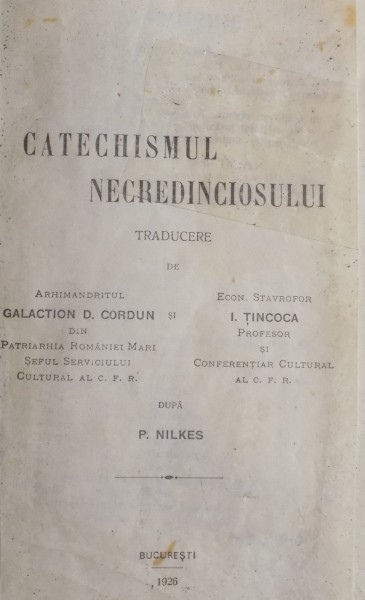 CATECHISMUL
NECREDINCIOSULUI
TRADUCERE
DE
ARHIMANDRITUL
GALACTION D. CORDUN
DIN
PATRIARHIA ROMÂNIEI MARI
ȘEFUL SERVICIULUI
CULTURAL AL C. F. R.
ȘI
ECON. STAVROFOR
I. ȚINCOCA
PROFESOR
ȘI
CONFERENȚIAR CULTURAL
AL C. F. R.
DUPĂ
P. NILKES
BUCUREȘTI
1926